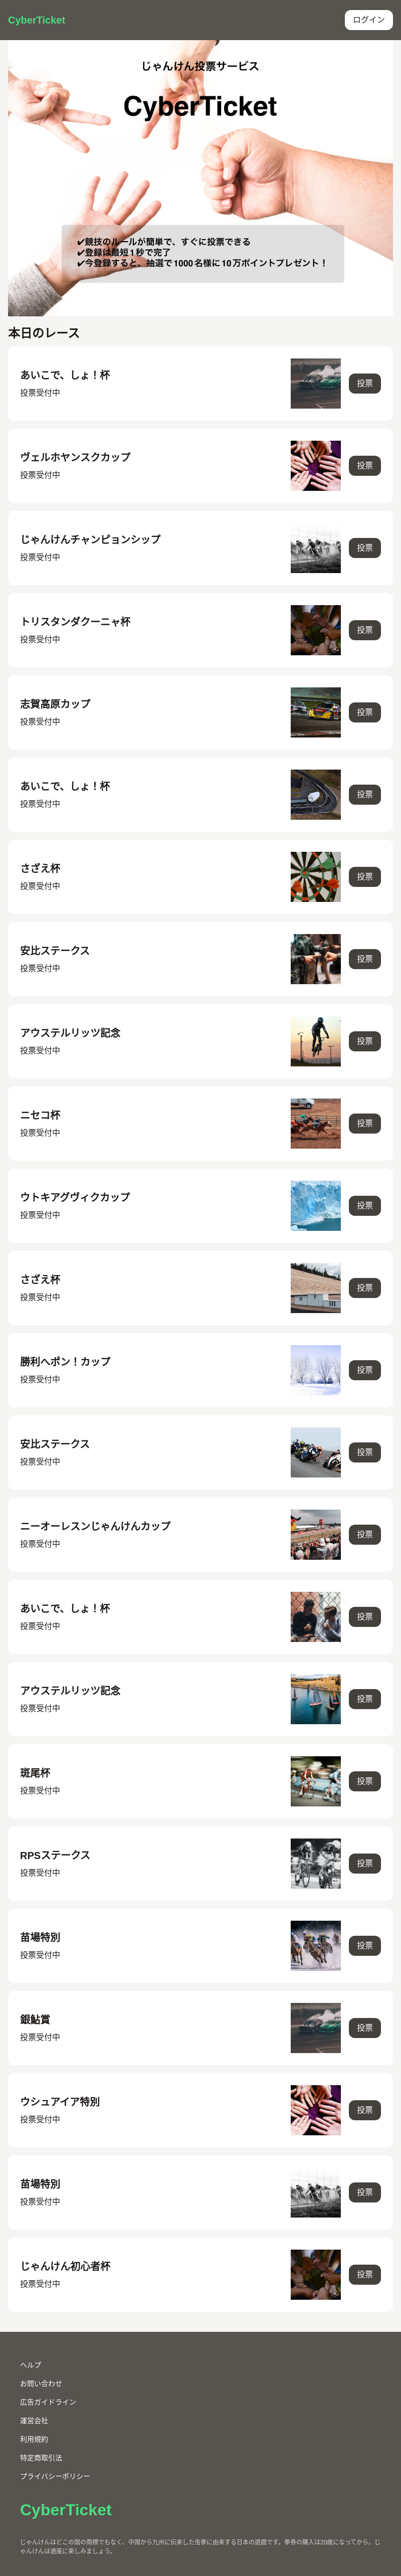 CyberTicket
ログイン
じゃんけん投票サービス
CyberTicket
✔競技のルールが簡単で、すぐに投票できる
✔登録は最短1秒で完了
✔今登録すると、抽選で1000名様に10万ポイントプレゼント！
本日のレース
あいこで、しょ！杯
投票受付中
投票
ヴェルホヤンスクカップ
投票受付中
投票
じゃんけんチャンピョンシップ
投票受付中
投票
トリスタンダクーニャ杯
投票受付中
投票
志賀高原カップ
投票受付中
投票
あいこで、しょ！杯
投票受付中
投票
さざえ杯
投票受付中
投票
安比ステークス
投票受付中
投票
アウステルリッツ記念
投票受付中
投票
ニセコ杯
投票受付中
投票
ウトキアグヴィクカップ
投票受付中
投票
さざえ杯
投票受付中
投票
勝利へポン！カップ
投票受付中
投票
安比ステークス
投票受付中
投票
ニーオーレスンじゃんけんカップ
投票受付中
投票
あいこで、しょ！杯
投票受付中
投票
アウステルリッツ記念
投票受付中
投票
斑尾杯
投票受付中
投票
RPSステークス
投票受付中
投票
苗場特別
投票受付中
投票
銀鮎賞
投票受付中
投票
ウシュアイア特別
投票受付中
投票
苗場特別
投票受付中
投票
じゃんけん初心者杯
投票受付中
投票
ヘルプ
お問い合わせ
広告ガイドライン
運営会社
利用規約
特定商取引法
プライバシーポリシー
CyberTicket
じゃんけんはどこの国の商標でもなく、中国から九州に伝来した虫拳に由来する日本の遊戯です。拳券の購入は20歳になってから。じ
ゃんけんは適度に楽しみましょう。